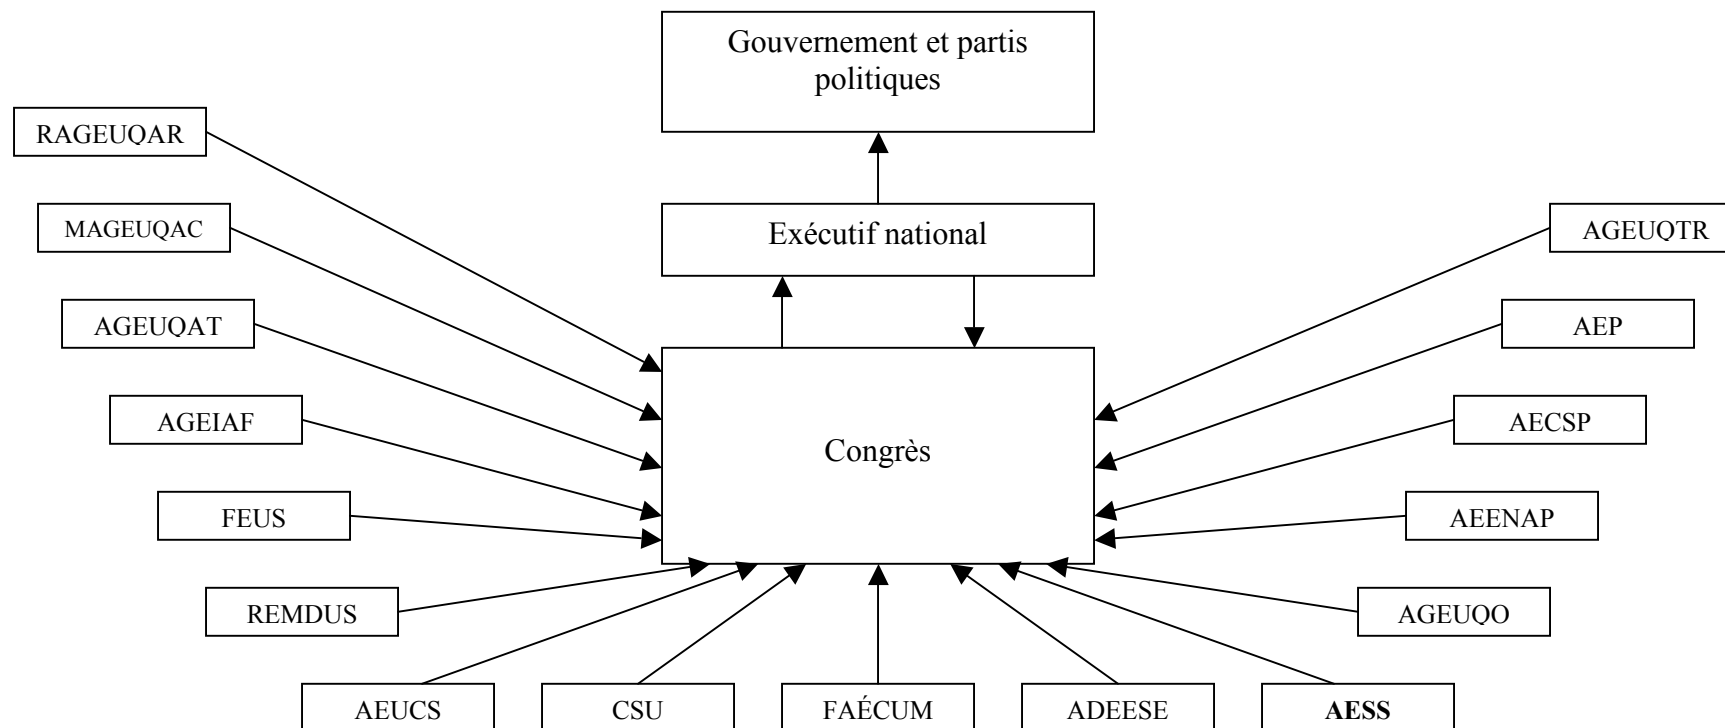 Gouvernement et partis
politiques
RAGEUQAR
MAGEUQAC
Exécutif national
AGEUQTR
AGEUQAT
AEP
AGEIAF
AECSP
Congrès
FEUS
AEENAP
REMDUS
AGEUQO
AEUCS
CSU
FAÉCUM
ADEESE
AESS